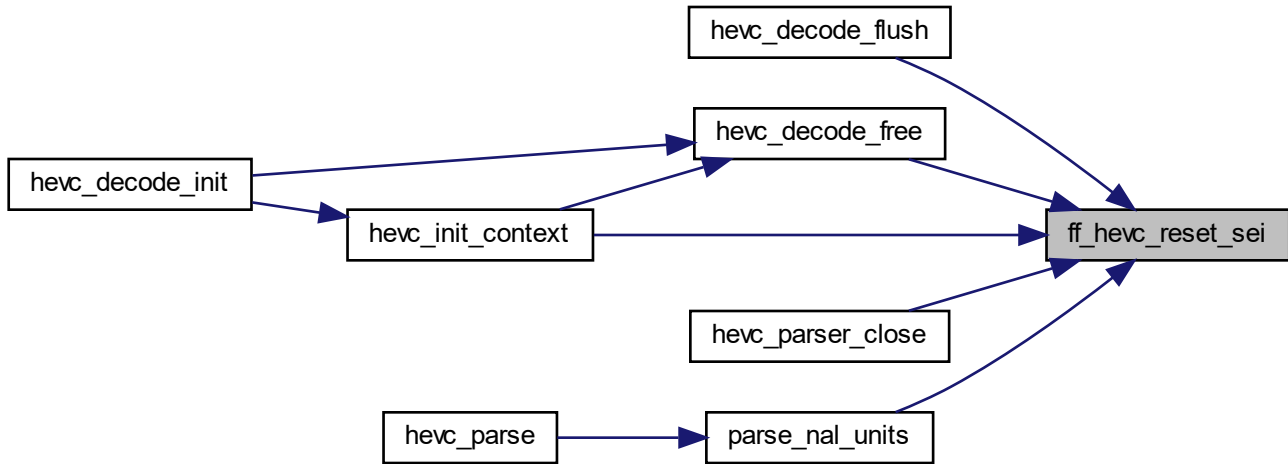 hevc_decode_flush
hevc_decode_free
hevc_decode_init
hevc_init_context
ff_hevc_reset_sei
hevc_parser_close
hevc_parse
parse_nal_units